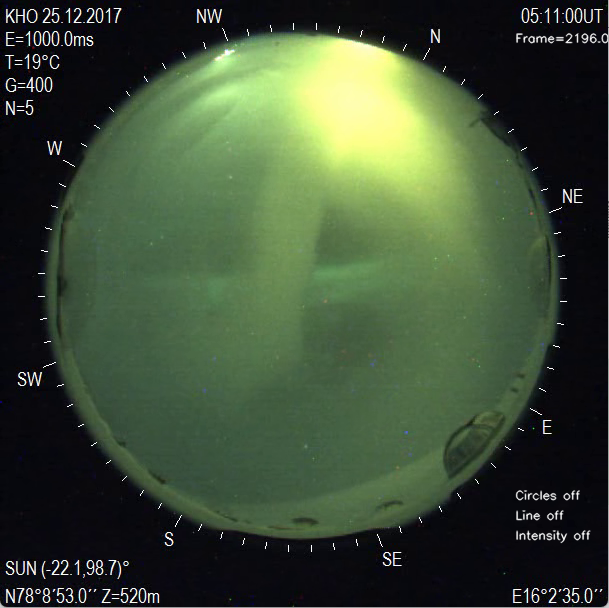 KHO 25.12.2017
E=1000.0ms
T=19°C
G=400
N=5
05:11:00UT
Frame=2196.0
NW
N
W
NE
SW
E
S
SE
Circles off
Line off
Intensity off
SUN (-22.1,98.7)°
N78°8'53.0'' Z=520m
E16°2'35.0''